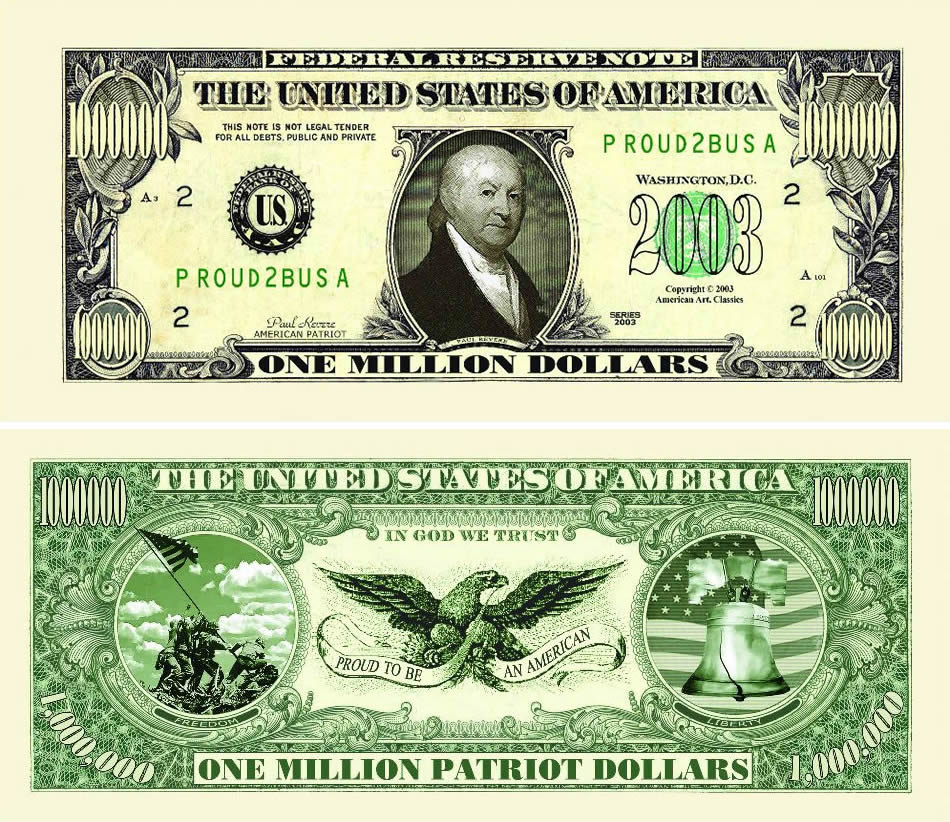 FEDERAL RESERVE NOTE
THE UNITED STATES OF AMERICA
1000000
1000000
THIS NOTE IS NOT LEGAL TENDER
FOR ALL DEBTS, PUBLIC AND PRIVATE
PROUD2BUSA
WASHINGTON, D.C.
A 3
2
2
US
2003
PROUD2BUSA
A 101
Copyright © 2003
American Art. Classics
2
SERIES
2003
2
Paul Revere
AMERICAN PATRIOT
PAUL REVERE
1000000
1000000
ONE MILLION DOLLARS
THE UNITED STATES OF AMERICA
1000000
1000000
IN GOD WE TRUST
PROUD TO BE
AN AMERICAN
FREEDOM
LIBERTY
1,000,000
1,000,000
ONE MILLION PATRIOT DOLLARS